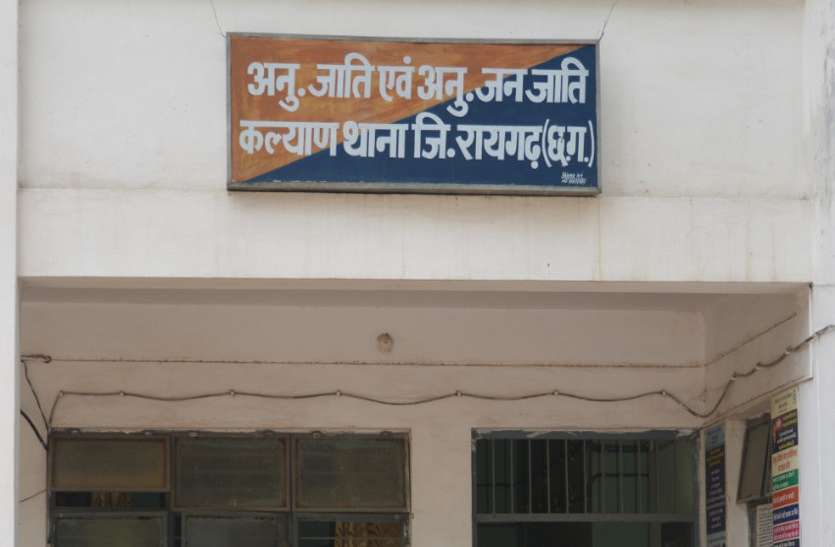 अनु. जाति एवं अनु. जन जाति
कल्याण थाना जि. रायगढ़ (छ.ग.)